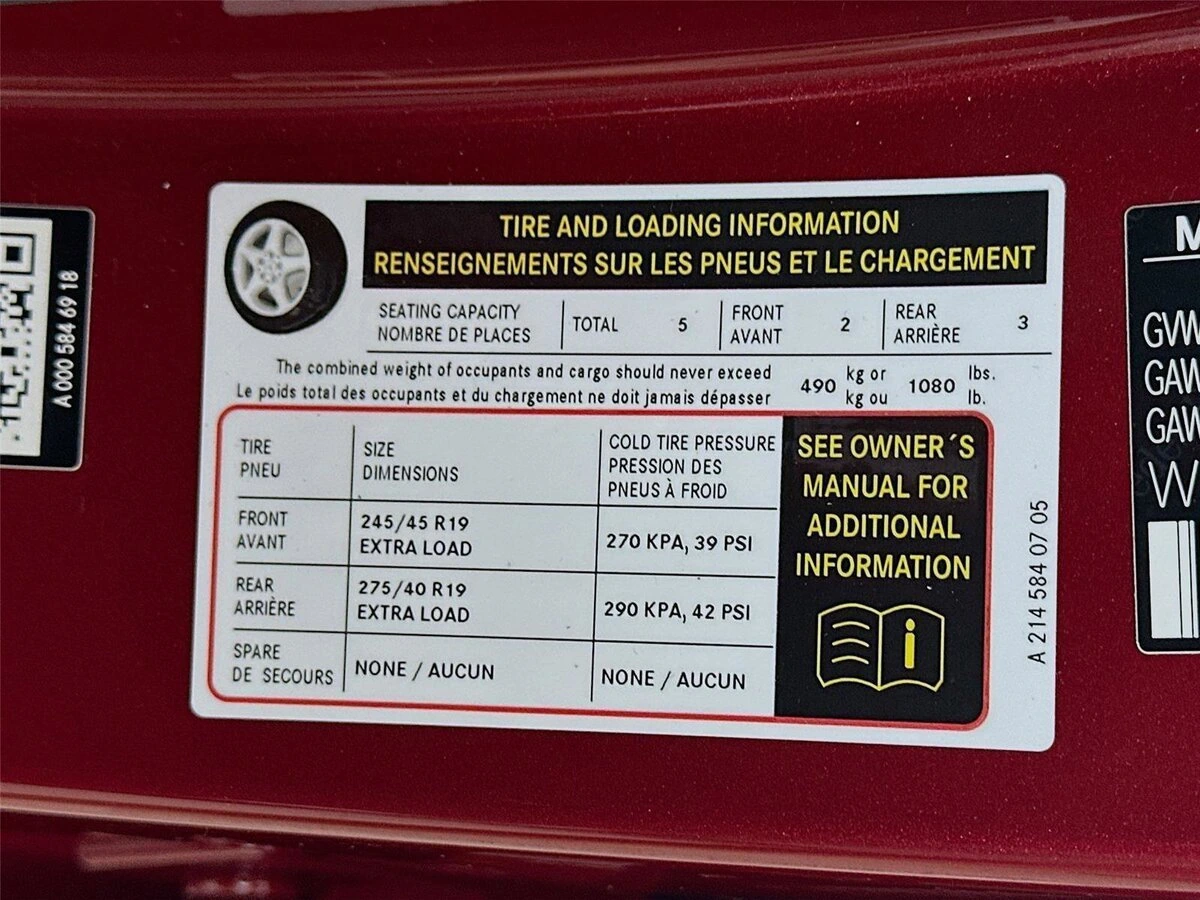 A 000 584 69 18
TIRE AND LOADING INFORMATION
RENSEIGNEMENTS SUR LES PNEUS ET LE CHARGEMENT
SEATING CAPACITY
NOMBRE DE PLACES
TOTAL 5
FRONT
AVANT
2
REAR
ARRIÈRE
3
The combined weight of occupants and cargo should never exceed
Le poids total des occupants et du chargement ne doit jamais dépasser
490
kg or
kg ou
1080
lbs.
lb.
TIRE
PNEU
SIZE
DIMENSIONS
COLD TIRE PRESSURE
PRESSION DES
PNEUS À FROID
FRONT
AVANT
245/45 R19
EXTRA LOAD
270 KPA, 39 PSI
REAR
ARRIÈRE
275/40 R19
EXTRA LOAD
290 KPA, 42 PSI
SPARE
DE SECOURS
NONE / AUCUN
NONE / AUCUN
SEE OWNER´S
MANUAL FOR
ADDITIONAL
INFORMATION
i
A 214 584 07 05